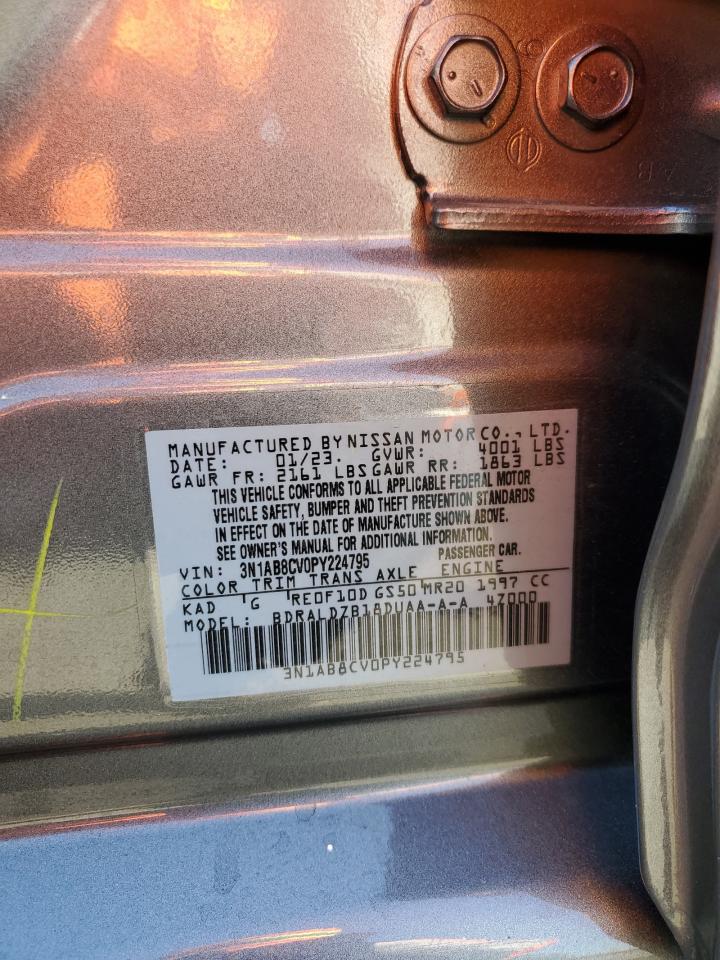 MANUFACTURED BY NISSAN MOTOR CO., LTD.
DATE: 01/23. GVWR: 4001 LBS
GAWR FR: 2161 LBS GAWR RR: 1863 LBS
THIS VEHICLE CONFORMS TO ALL APPLICABLE FEDERAL MOTOR
VEHICLE SAFETY, BUMPER AND THEFT PREVENTION STANDARDS
IN EFFECT ON THE DATE OF MANUFACTURE SHOWN ABOVE.
SEE OWNER'S MANUAL FOR ADDITIONAL INFORMATION.
VIN: 3N1AB8CV0PY224795 PASSENGER CAR.
COLOR TRIM TRANS AXLE ENGINE
KAD G RE0F10D GS50 MR20 1997 CC
MODEL: BDRALDZB18DUAA-A-A 4Z000
3N1AB8CV0PY224795